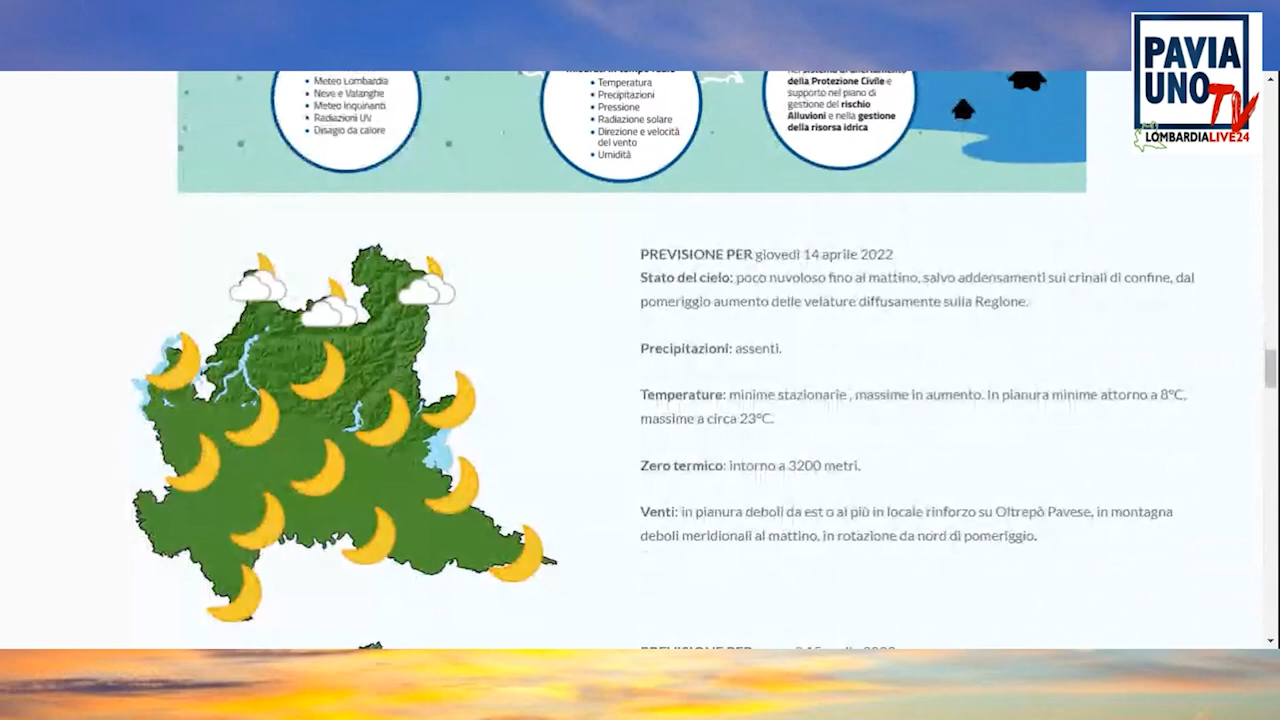 PAVIA
UNO TV
LOMBARDIALIVE24
• Meteo Lombardia
• Neve e Valanghe
• Meteo Inquinanti
• Radiazioni UV
• Disagio da calore
• Temperatura
• Precipitazioni
• Pressione
• Radiazione solare
• Direzione e velocità
del vento
• Umidità
della Protezione Civile e
supporto nel piano di
gestione del rischio
Alluvioni e nella gestione
della risorsa idrica
PREVISIONE PER giovedì 14 aprile 2022
Stato del cielo: poco nuvoloso fino al mattino, salvo addensamenti sui crinali di confine, dal
pomeriggio aumento delle velature diffusamente sulla Regione.
Precipitazioni: assenti.
Temperature: minime stazionarie , massime in aumento. In pianura minime attorno a 8°C,
massime a circa 23°C.
Zero termico: intorno a 3200 metri.
Venti: in pianura deboli da est o al più in locale rinforzo su Oltrepò Pavese, in montagna
deboli meridionali al mattino, in rotazione da nord di pomeriggio.